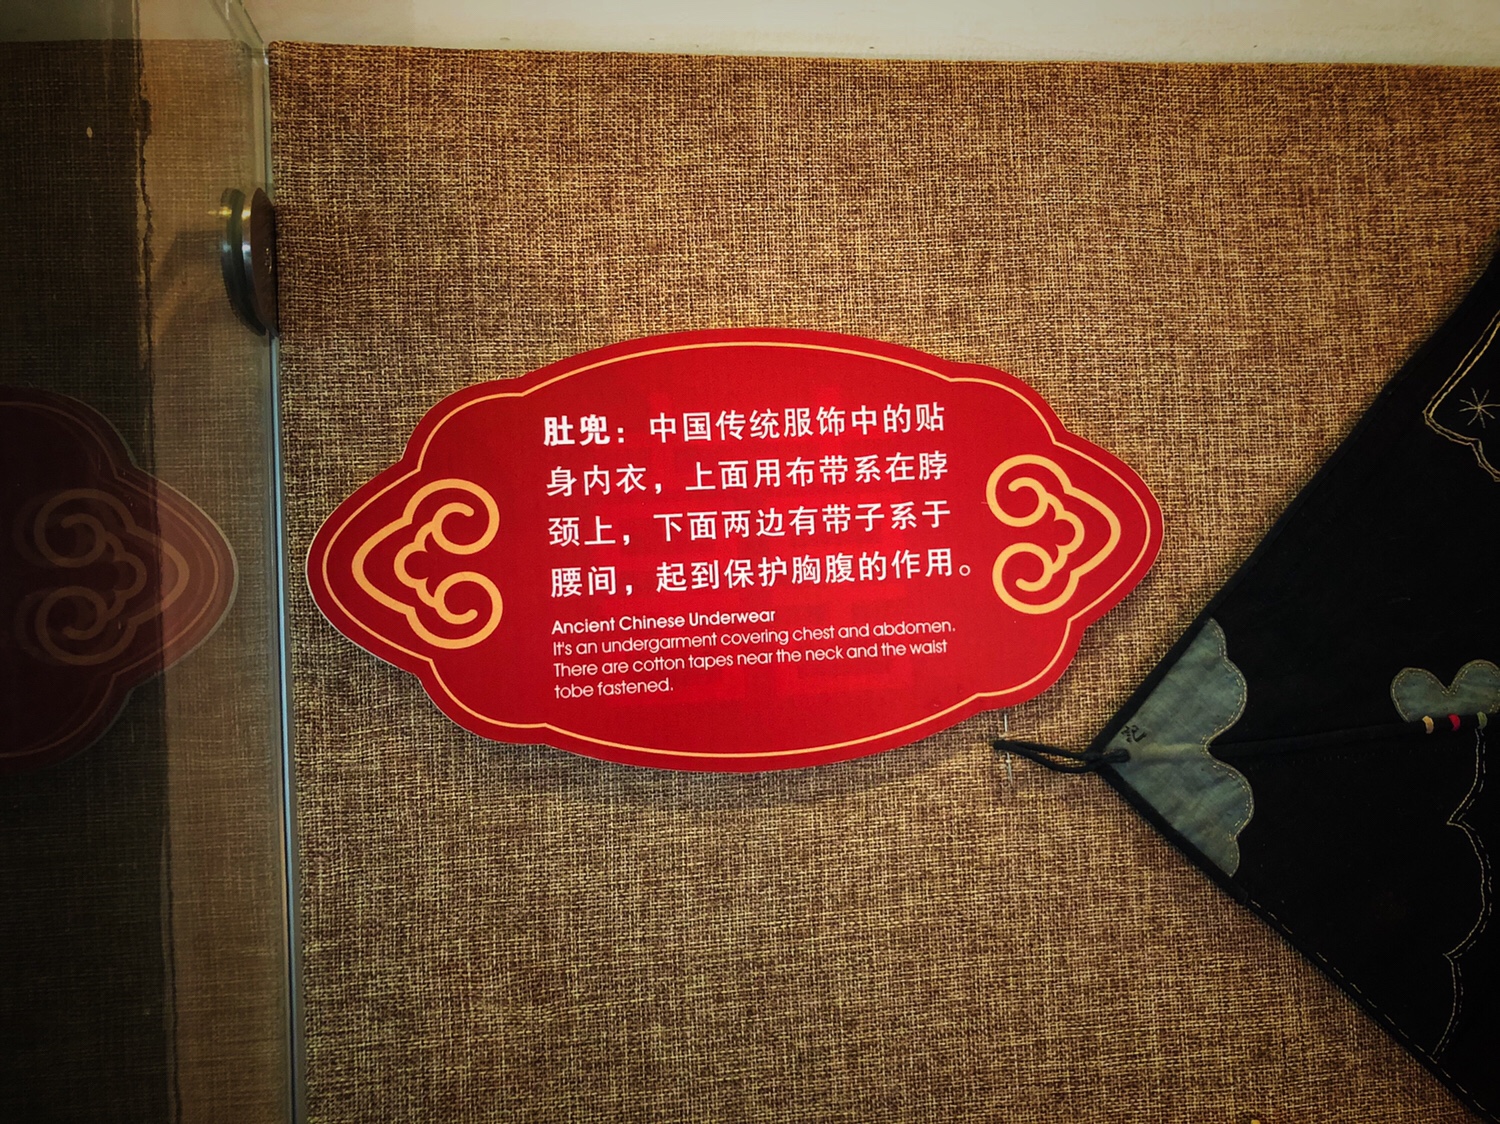 肚兜：中国传统服饰中的贴
身内衣，上面用布带系在脖
颈上，下面两边有带子系于
腰间，起到保护胸腹的作用。
Ancient Chinese Underwear
It's an undergarment covering chest and abdomen.
There are cotton tapes near the neck and the waist
tobe fastened.